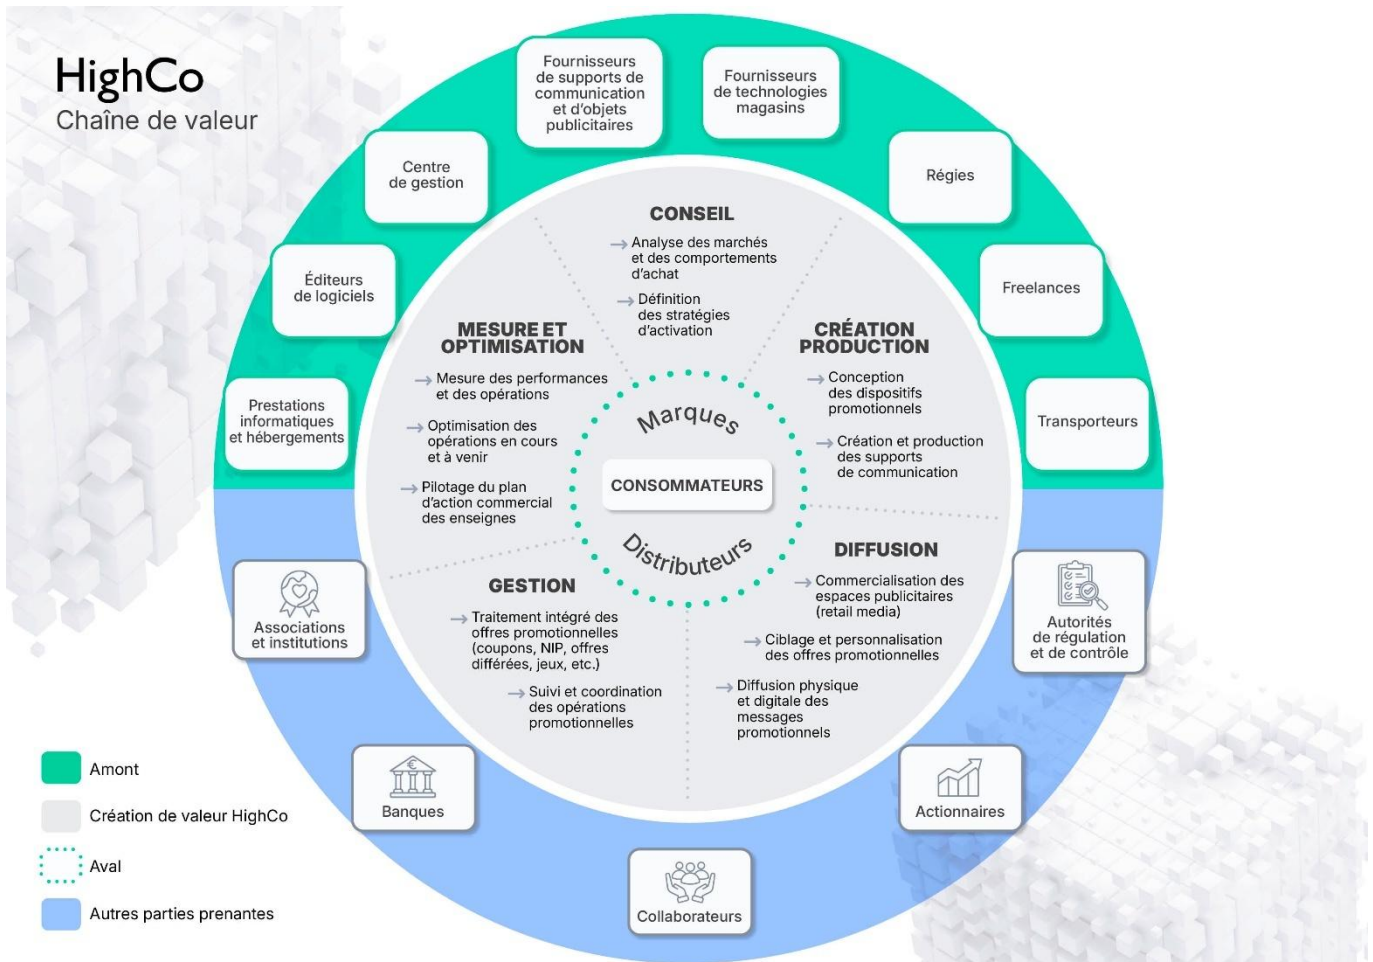 HighCo
Chaîne de valeur
Fournisseurs
de supports de
communication
et d'objets
publicitaires
Fournisseurs
de technologies
magasins
Centre
de gestion
Régies
Éditeurs
de logiciels
Freelances
Prestations
informatiques
et hébergements
Transporteurs
CONSEIL
→ Analyse des marchés
et des comportements
d'achat
→ Définition
des stratégies
d'activation
MESURE ET
OPTIMISATION
→ Mesure des performances
et des opérations
→ Optimisation des
opérations en cours
et à venir
→ Pilotage du plan
d'action commercial
des enseignes
CRÉATION
PRODUCTION
→ Conception
des dispositifs
promotionnels
→ Création et production
des supports
de communication
Marques
CONSOMMATEURS
Distributeurs
GESTION
→ Traitement intégré des
offres promotionnelles
(coupons, NIP, offres
différées, jeux, etc.)
→ Suivi et coordination
des opérations
promotionnelles
DIFFUSION
→ Commercialisation des
espaces publicitaires
(retail media)
→ Ciblage et personnalisation
des offres promotionnelles
→ Diffusion physique
et digitale des
messages
promotionnels
Associations
et institutions
Autorités
de régulation
et de contrôle
€
Banques
Actionnaires
Collaborateurs
Amont
Création de valeur HighCo
Aval
Autres parties prenantes